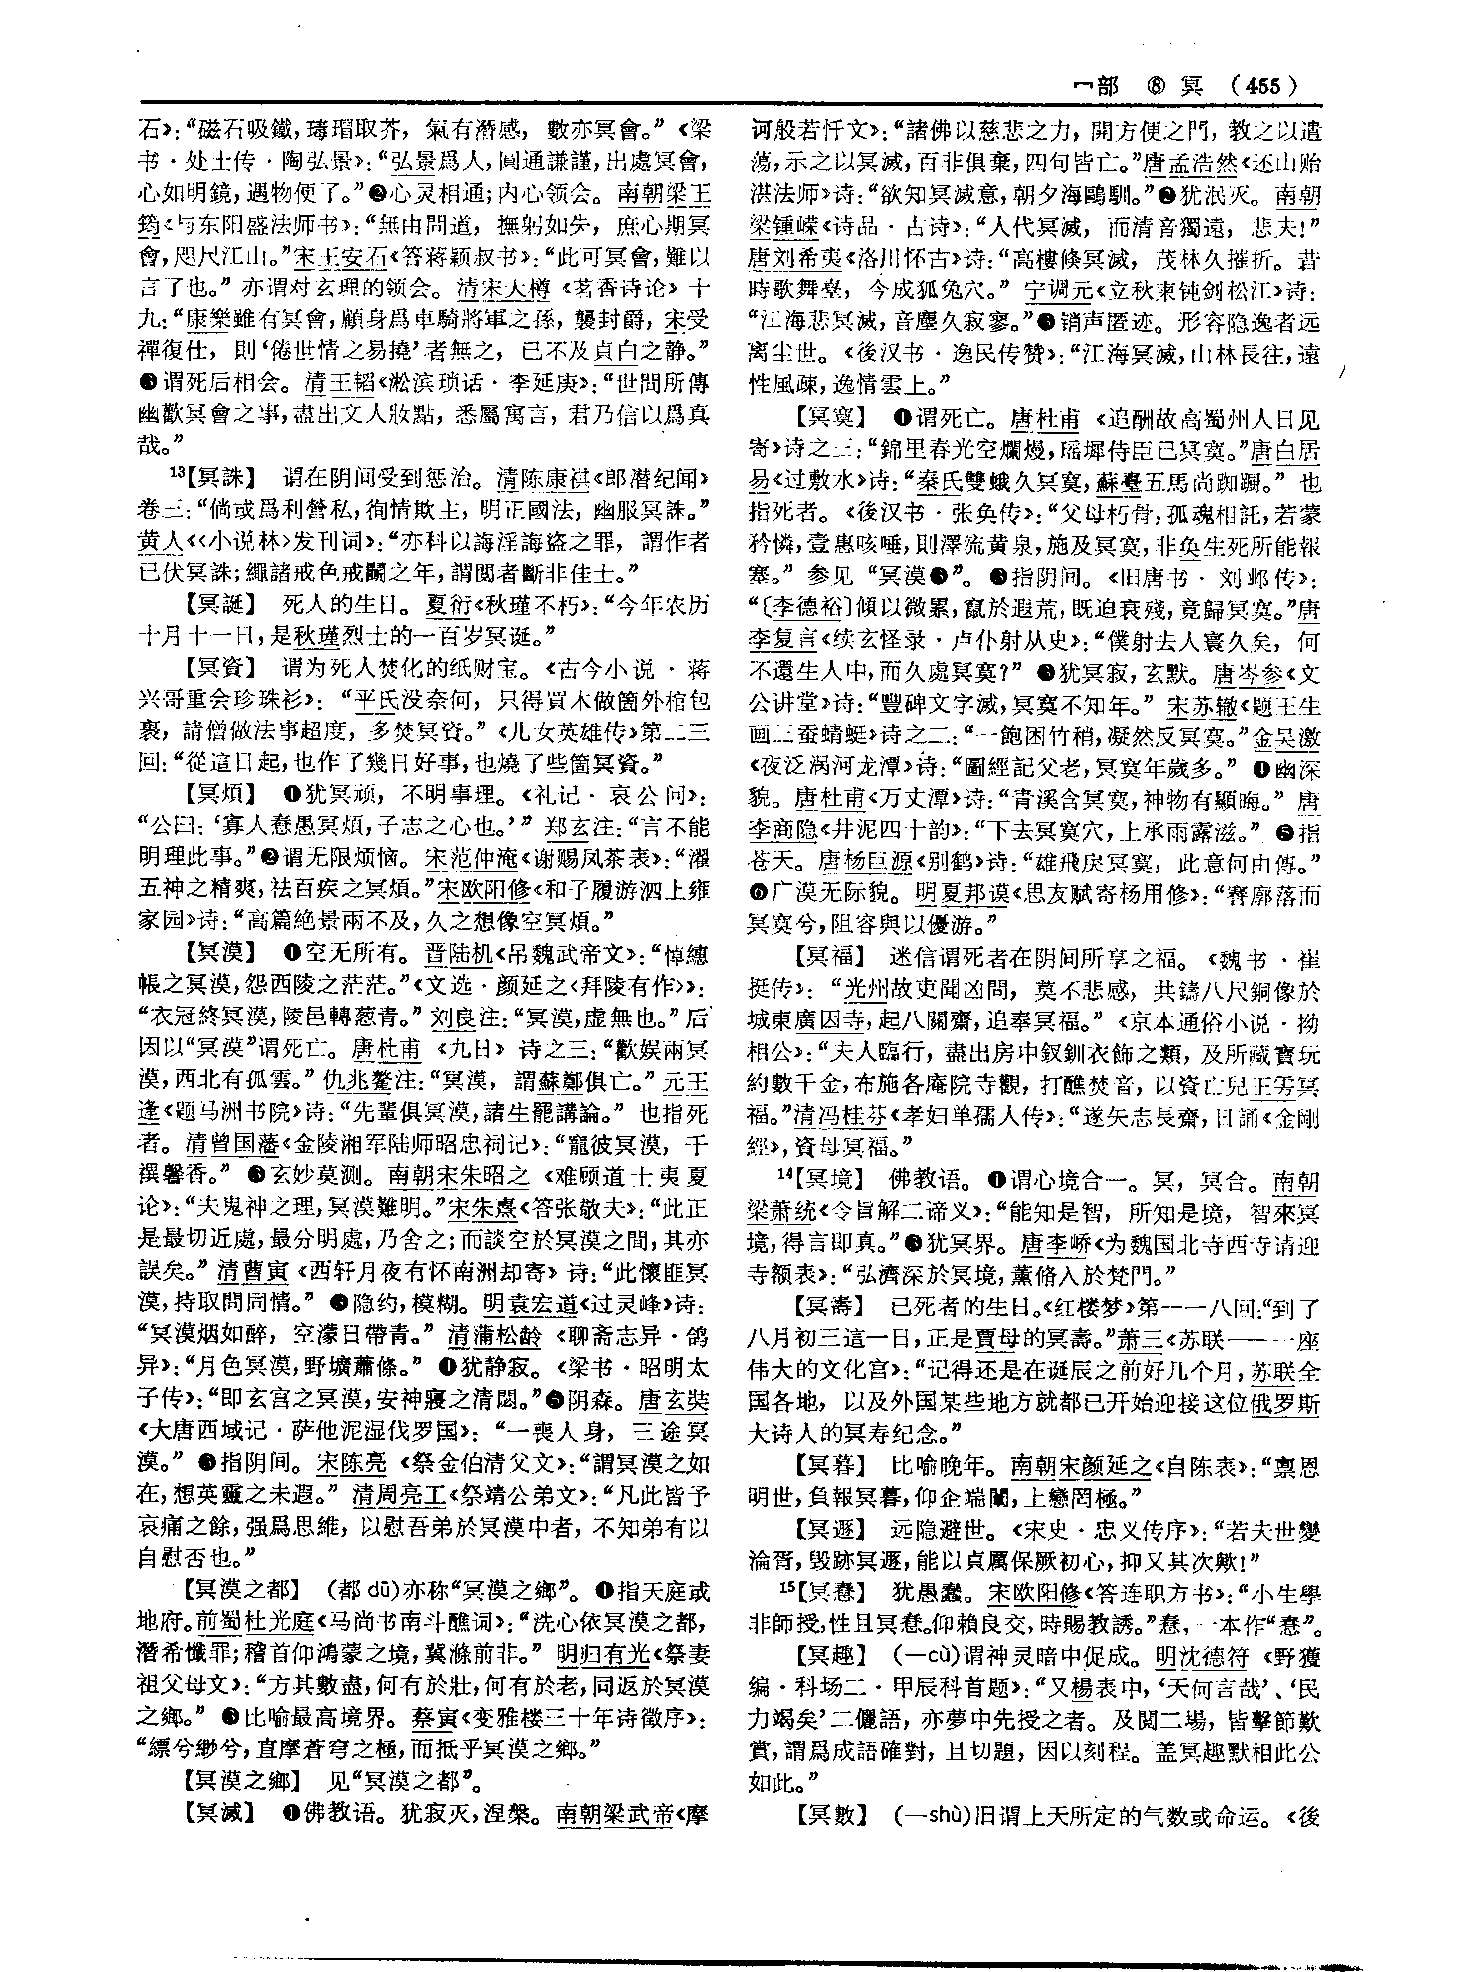 冖部 ⑧ 冥 (455)
石》：“磁石吸鐵，瑇瑁取芥，氣有潛感，數亦冥會。”《梁
书·处士传·陶弘景》：“弘景爲人，圓通謙謹，出處冥會，
心如明鏡，遇物便了。”❷心灵相通；内心领会。南朝梁王
筠《与东阳盛法师书》：“無由問道，撫躬如失，庶心期冥
會，咫尺江山。”宋王安石《答蒋颖叔书》：“此可冥會，難以
言了也。”亦谓对玄理的领会。清宋大樽《茗香诗论》十
九：“康樂雖有冥會，顧身爲車騎將軍之孫，襲封爵，宋受
禪復仕，則‘倦世情之易撓’者無之，已不及貞白之静。”
❸谓死后相会。清王韬《淞滨琐话·李延庚》：“世間所傳
幽歡冥會之事，盡出文人妝點，悉屬寓言，君乃信以爲真
哉。”
13【冥誅】 谓在阴间受到惩治。清陈康祺《郎潜纪闻》
卷三：“倘或爲利營私，徇情欺主，明正國法，幽服冥誅。”
黄人《〈小说林〉发刊词》：“亦科以誨淫誨盗之罪，謂作者
已伏冥誅；繩諸戒色戒鬭之年，謂閲者斷非佳士。”
【冥誕】 死人的生日。夏衍《秋瑾不朽》：“今年农历
十月十一日，是秋瑾烈士的一百岁冥诞。”
【冥資】 谓为死人焚化的纸财宝。《古今小说·蒋
兴哥重会珍珠衫》：“平氏没奈何，只得買木做箇外棺包
裹，請僧做法事超度，多焚冥資。”《儿女英雄传》第二三
回：“從這日起，也作了幾日好事，也燒了些箇冥資。”
【冥煩】 ❶犹冥顽，不明事理。《礼记·哀公问》：
“公曰：‘寡人憃愚冥煩，子志之心也。’”郑玄注：“言不能
明理此事。”❷谓无限烦恼。宋范仲淹《谢赐凤茶表》：“濯
五神之精爽，祛百疾之冥煩。”宋欧阳修《和子履游泗上雍
家园》诗：“高篇絶景兩不及，久之想像空冥煩。”
【冥漠】 ❶空无所有。晋陆机《吊魏武帝文》：“悼繐
帳之冥漠，怨西陵之茫茫。”《文选·颜延之〈拜陵有作〉》：
“衣冠終冥漠，陵邑轉葱青。”刘良注：“冥漠，虚無也。”后
因以“冥漠”谓死亡。唐杜甫《九日》诗之三：“歡娱兩冥
漠，西北有孤雲。”仇兆鳌注：“冥漠，謂蘇鄭俱亡。”元王
逢《题马洲书院》诗：“先輩俱冥漠，諸生罷講論。”也指死
者。清曾国藩《金陵湘军陆师昭忠祠记》：“寵彼冥漠，千
禩馨香。”❷玄妙莫测。南朝宋朱昭之《难顾道士夷夏
论》：“夫鬼神之理，冥漠難明。”宋朱熹《答张敬夫》：“此正
是最切近處，最分明處，乃舍之；而談空於冥漠之間，其亦
誤矣。”清曹寅《西轩月夜有怀南洲却寄》诗：“此懷匪冥
漠，持取問同情。”❸隐约，模糊。明袁宏道《过灵峰》诗：
“冥漠烟如醉，空濛日帶青。”清蒲松龄《聊斋志异·鸽
异》：“月色冥漠，野壙蕭條。”❹犹静寂。《梁书·昭明太
子传》：“即玄宫之冥漠，安神寢之清閟。”❺阴森。唐玄奘
《大唐西域记·萨他泥湿伐罗国》：“一喪人身，三途冥
漠。”❻指阴间。宋陈亮《祭金伯清父文》：“謂冥漠之如
在，想英靈之未遐。”清周亮工《祭靖公弟文》：“凡此皆予
哀痛之餘，强爲思維，以慰吾弟於冥漠中者，不知弟有以
自慰否也。”
【冥漠之都】 （都dū）亦称“冥漠之鄉”。❶指天庭或
地府。前蜀杜光庭《马尚书南斗醮词》：“洗心依冥漠之都，
潛希懺罪；稽首仰鴻蒙之境，冀滌前非。”明归有光《祭妻
祖父母文》：“方其數盡，何有於壯，何有於老，同返於冥漠
之鄉。”❷比喻最高境界。蔡寅《变雅楼三十年诗徵序》：
“縹兮緲兮，直摩蒼穹之極，而抵乎冥漠之鄉。”
【冥漠之鄉】 见“冥漠之都”。
【冥滅】 ❶佛教语。犹寂灭，涅槃。南朝梁武帝《摩
诃般若忏文》：“諸佛以慈悲之力，開方便之門，教之以遣
蕩，示之以冥滅，百非俱棄，四句皆亡。”唐孟浩然《还山贻
湛法师》诗：“欲知冥滅意，朝夕海鷗馴。”❷犹泯灭。南朝
梁锺嵘《诗品·古诗》：“人代冥滅，而清音獨遠，悲夫！”
唐刘希夷《洛川怀古》诗：“高樓倏冥滅，茂林久摧折。昔
時歌舞臺，今成狐兔穴。”宁调元《立秋柬钝剑松江》诗：
“江海悲冥滅，音塵久寂寥。”❸销声匿迹。形容隐逸者远
离尘世。《後汉书·逸民传赞》：“江海冥滅，山林長往，遠
性風疎，逸情雲上。”
【冥寞】 ❶谓死亡。唐杜甫《追酬故高蜀州人日见
寄》诗之二：“錦里春光空爛熳，瑶墀侍臣已冥寞。”唐白居
易《过敷水》诗：“秦氏雙蛾久冥寞，蘇臺五馬尚踟蹰。”也
指死者。《後汉书·张奂传》：“父母朽骨，孤魂相託，若蒙
矜憐，壹惠咳唾，則澤流黄泉，施及冥寞，非奂生死所能報
塞。”参见“冥漠❶”。❷指阴间。《旧唐书·刘邺传》：
“〔李德裕〕傾以微累，竄於遐荒，既迫衰殘，竟歸冥寞。”唐
李复言《续玄怪录·卢仆射从史》：“僕射去人寰久矣，何
不還生人中，而久處冥寞？”❸犹冥寂，玄默。唐岑参《文
公讲堂》诗：“豐碑文字滅，冥寞不知年。”宋苏辙《题王生
画三蚕蜻蜓》诗之二：“一飽困竹稍，凝然反冥寞。”金吴激
《夜泛涡河龙潭》诗：“圖經記父老，冥寞年歲多。”❹幽深
貌。唐杜甫《万丈潭》诗：“青溪含冥寞，神物有顯晦。”唐
李商隐《井泥四十韵》：“下去冥寞穴，上承雨露滋。”❺指
苍天。唐杨巨源《别鹤》诗：“雄飛戾冥寞，此意何由傳。”
❻广漠无际貌。明夏邦谟《思友赋寄杨用修》：“寥廓落而
冥寞兮，阻容與以優游。”
【冥福】 迷信谓死者在阴间所享之福。《魏书·崔
挺传》：“光州故吏聞凶問，莫不悲感，共鑄八尺銅像於
城東廣因寺，起八關齋，追奉冥福。”《京本通俗小说·拗
相公》：“夫人臨行，盡出房中釵釧衣飾之類，及所藏寶玩
約數千金，布施各庵院寺觀，打醮焚音，以資亡兒王雱冥
福。”清冯桂芬《孝妇单孺人传》：“遂矢志長齋，日誦《金剛
經》，資母冥福。”
14【冥境】 佛教语。❶谓心境合一。冥，冥合。南朝
梁萧统《令旨解二谛义》：“能知是智，所知是境，智來冥
境，得言即真。”❷犹冥界。唐李峤《为魏国北寺西寺请迎
寺额表》：“弘濟深於冥境，薰脩入於梵門。”
【冥壽】 已死者的生日。《红楼梦》第一一八回：“到了
八月初三這一日，正是賈母的冥壽。”萧三《苏联——一座
伟大的文化宫》：“记得还是在诞辰之前好几个月，苏联全
国各地，以及外国某些地方就都已开始迎接这位俄罗斯
大诗人的冥寿纪念。”
【冥暮】 比喻晚年。南朝宋颜延之《自陈表》：“禀恩
明世，負報冥暮，仰企端闈，上戀罔極。”
【冥遯】 远隐避世。《宋史·忠义传序》：“若夫世變
淪胥，毁跡冥遯，能以貞厲保厥初心，抑又其次歟！”
15【冥憃】 犹愚蠢。宋欧阳修《答连职方书》：“小生學
非師授，性且冥憃。仰賴良交，時賜教誘。”憃，一本作“惷”。
【冥趣】 （—cù）谓神灵暗中促成。明沈德符《野獲
编·科场二·甲辰科首题》：“又楊表中，‘天何言哉’、‘民
力竭矣’二儷語，亦夢中先授之者。及閲二場，皆擊節歎
賞，謂爲成語確對，且切題，因以刻程。盖冥趣默相此公
如此。”
【冥數】 （—shù）旧谓上天所定的气数或命运。《後